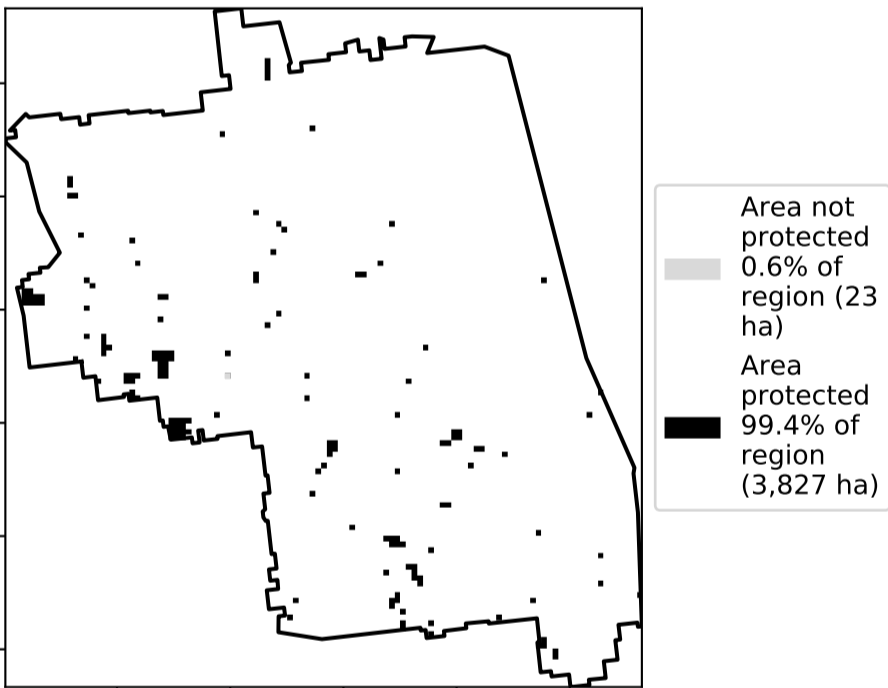 Area not
protected
0.6% of
region (23
ha)
Area
protected
99.4% of
region
(3,827 ha)